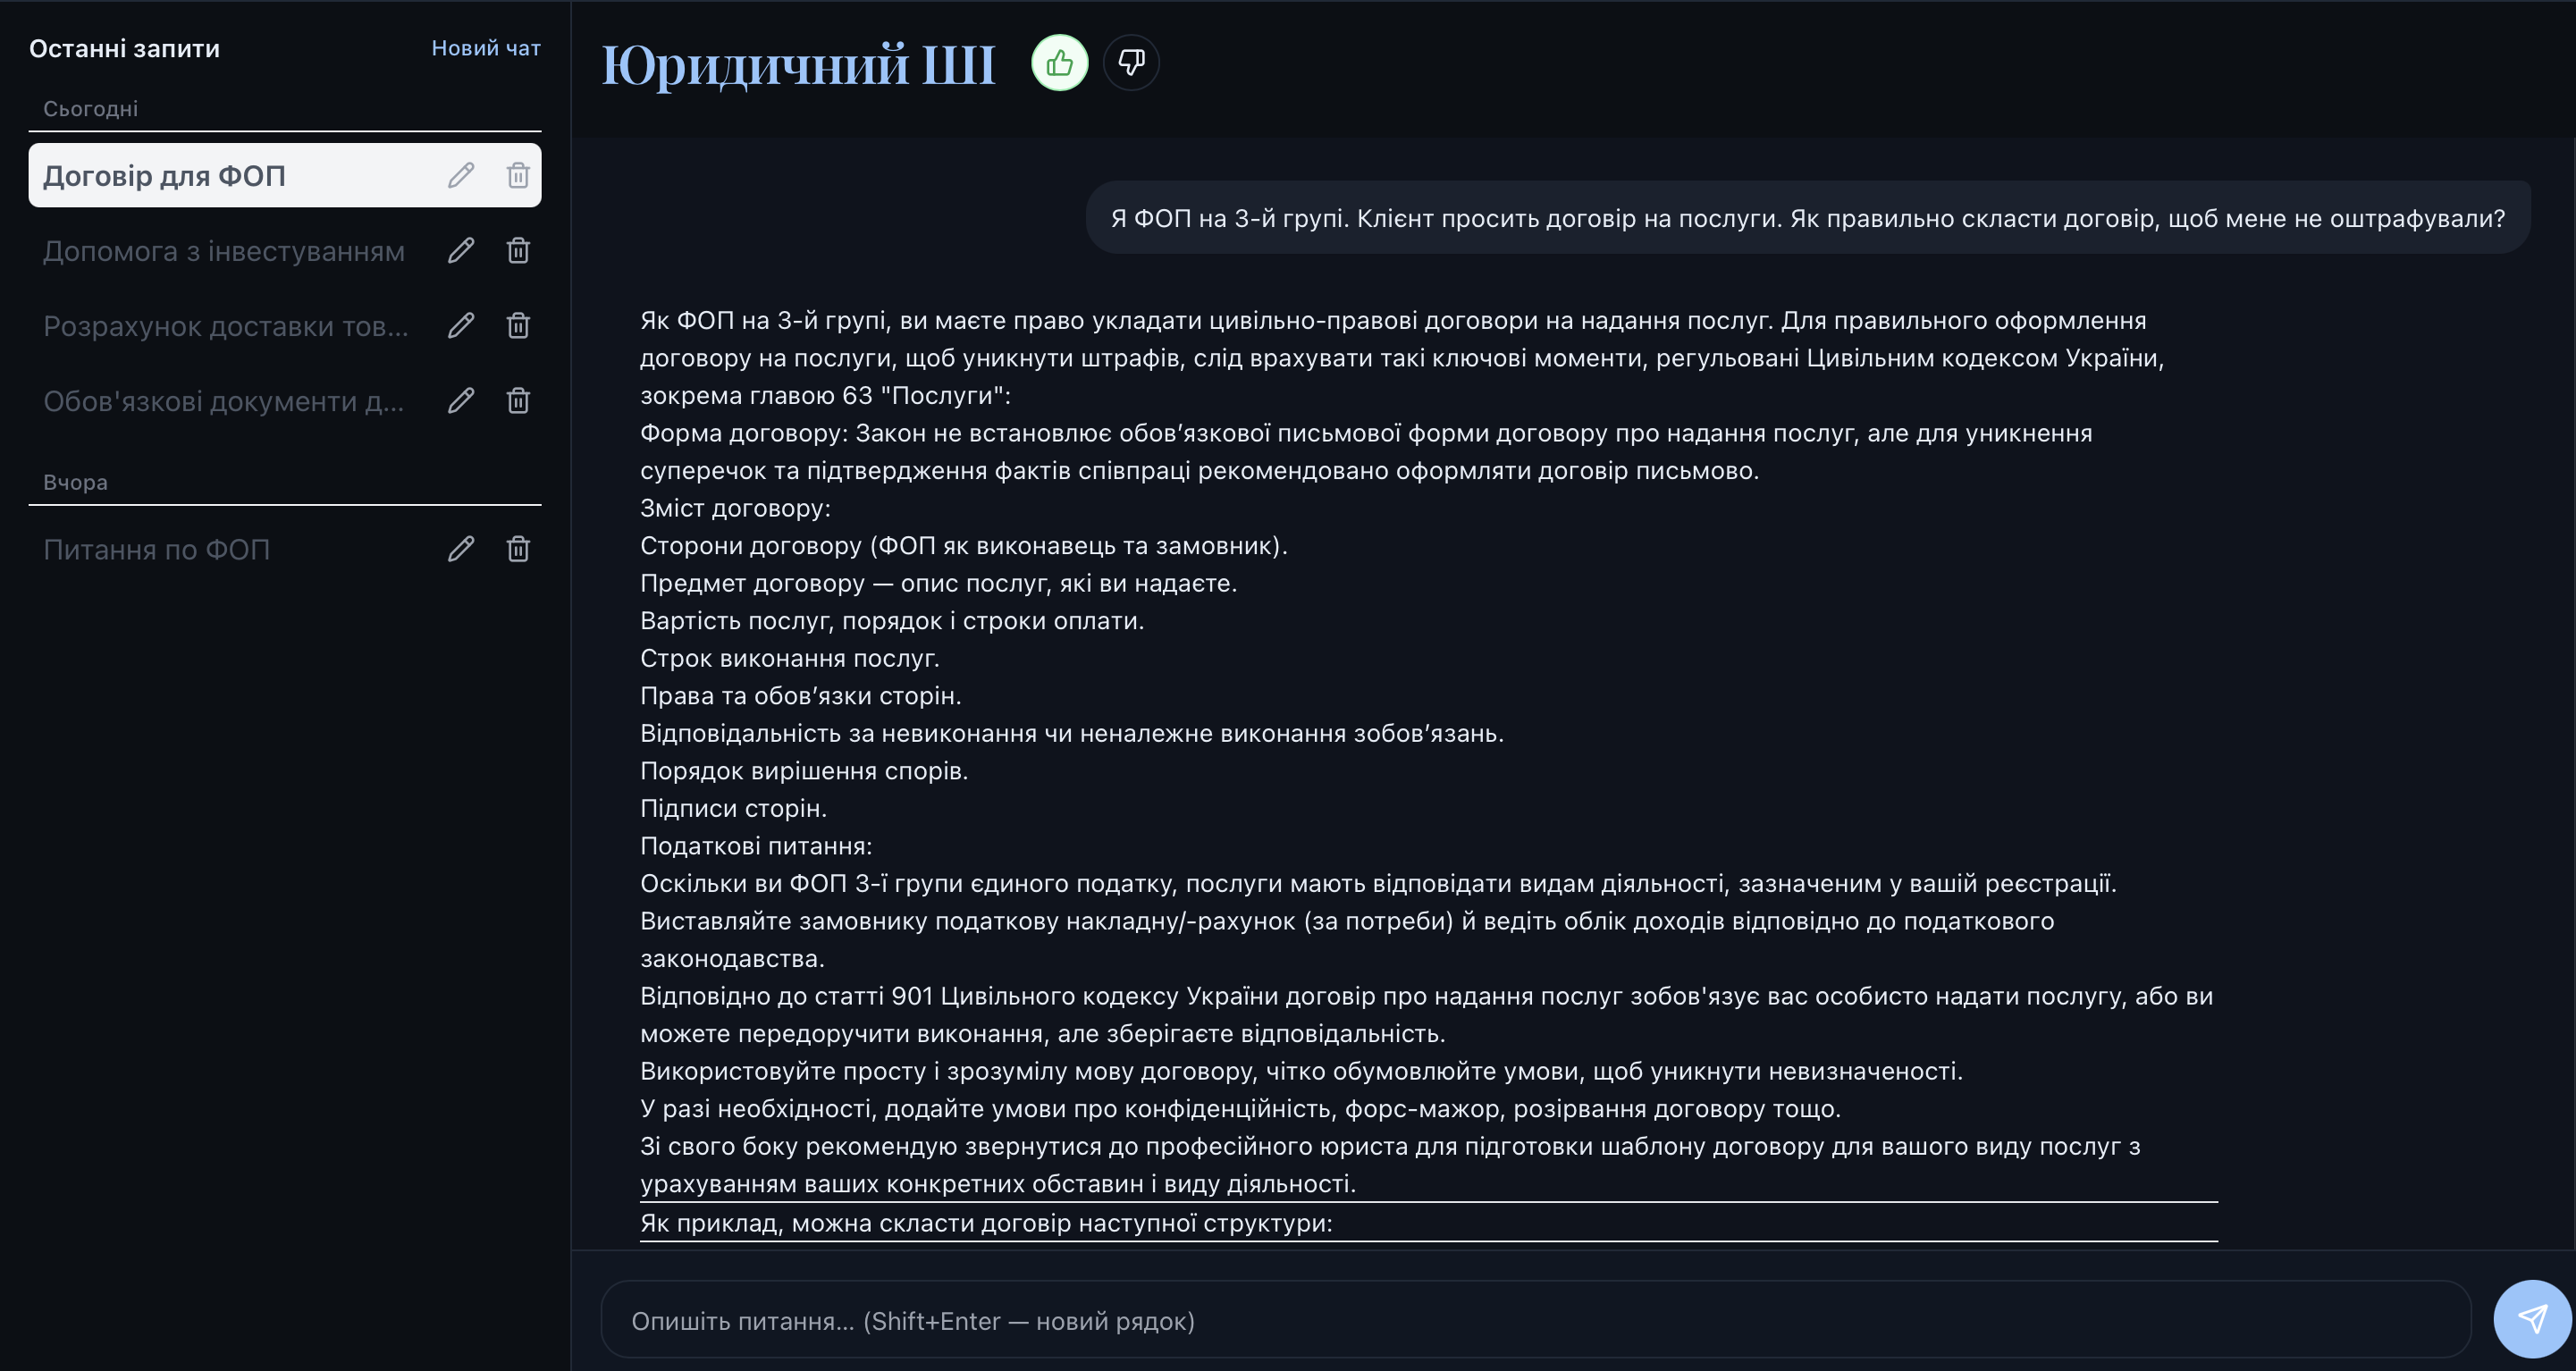 Останні запити
Новий чат
Сьогодні
Договір для ФОП
Допомога з інвестуванням
Розрахунок доставки тов...
Обов'язкові документи д...
Вчора
Питання по ФОП
Юридичний ШІ
Я ФОП на 3-й групі. Клієнт просить договір на послуги. Як правильно скласти договір, щоб мене не оштрафували?
Як ФОП на 3-й групі, ви маєте право укладати цивільно-правові договори на надання послуг. Для правильного оформлення
договору на послуги, щоб уникнути штрафів, слід врахувати такі ключові моменти, регульовані Цивільним кодексом України,
зокрема главою 63 "Послуги":
Форма договору: Закон не встановлює обов’язкової письмової форми договору про надання послуг, але для уникнення
суперечок та підтвердження фактів співпраці рекомендовано оформляти договір письмово.
Зміст договору:
Сторони договору (ФОП як виконавець та замовник).
Предмет договору — опис послуг, які ви надаєте.
Вартість послуг, порядок і строки оплати.
Строк виконання послуг.
Права та обов’язки сторін.
Відповідальність за невиконання чи неналежне виконання зобов’язань.
Порядок вирішення спорів.
Підписи сторін.
Податкові питання:
Оскільки ви ФОП 3-ї групи єдиного податку, послуги мають відповідати видам діяльності, зазначеним у вашій реєстрації.
Виставляйте замовнику податкову накладну/-рахунок (за потреби) й ведіть облік доходів відповідно до податкового
законодавства.
Відповідно до статті 901 Цивільного кодексу України договір про надання послуг зобов'язує вас особисто надати послугу, або ви
можете передоручити виконання, але зберігаєте відповідальність.
Використовуйте просту і зрозумілу мову договору, чітко обумовлюйте умови, щоб уникнути невизначеності.
У разі необхідності, додайте умови про конфіденційність, форс-мажор, розірвання договору тощо.
Зі свого боку рекомендую звернутися до професійного юриста для підготовки шаблону договору для вашого виду послуг з
урахуванням ваших конкретних обставин і виду діяльності.
Як приклад, можна скласти договір наступної структури:
Опишіть питання... (Shift+Enter — новий рядок)